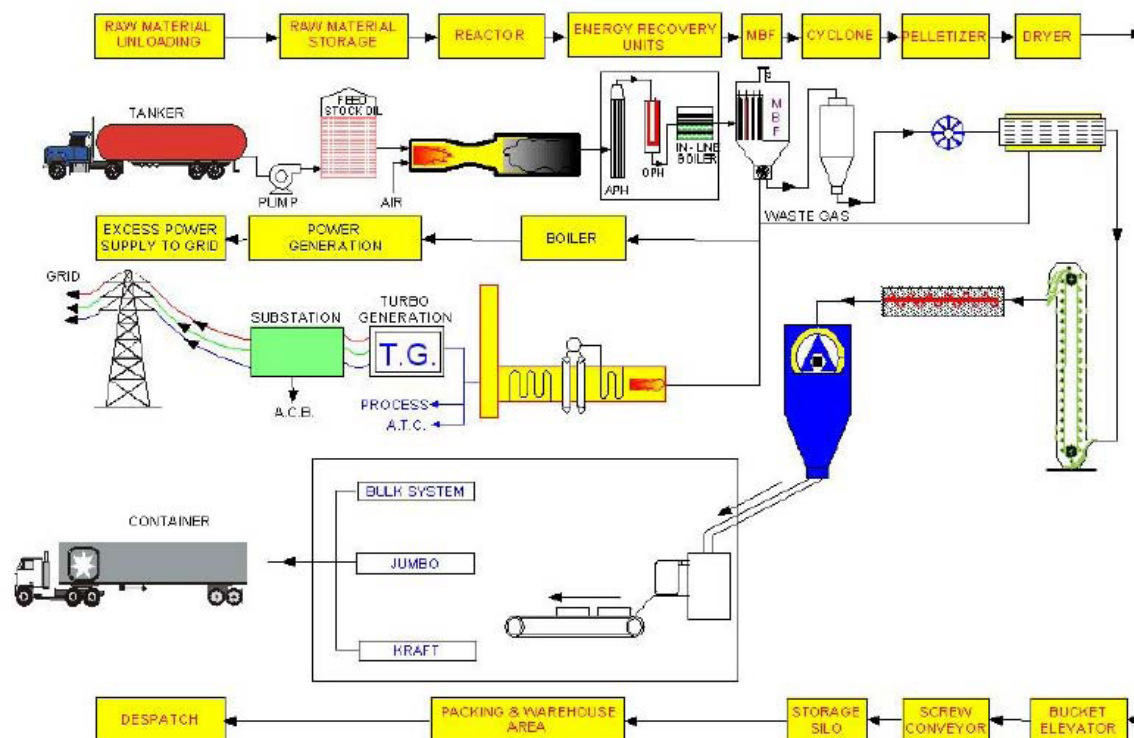 RAW MATERIAL
UNLOADING
RAW MATERIAL
STORAGE
REACTOR
ENERGY RECOVERY
UNITS
MBF
CYCLONE
PELLETIZER
DRYER
TANKER
FEED
STOCK OIL
PUMP
AIR
APH
OPH
IN- LINE
BOILER
M
B
F
WASTE GAS
EXCESS POWER
SUPPLY TO GRID
POWER
GENERATION
BOILER
GRID
SUBSTATION
TURBO
GENERATION
T.G.
A.C.B.
PROCESS
A.T.C.
CONTAINER
BULK SYSTEM
JUMBO
KRAFT
DESPATCH
PACKING & WAREHOUSE
AREA
STORAGE
SILO
SCREW
CONVEYOR
BUCKET
ELEVATOR